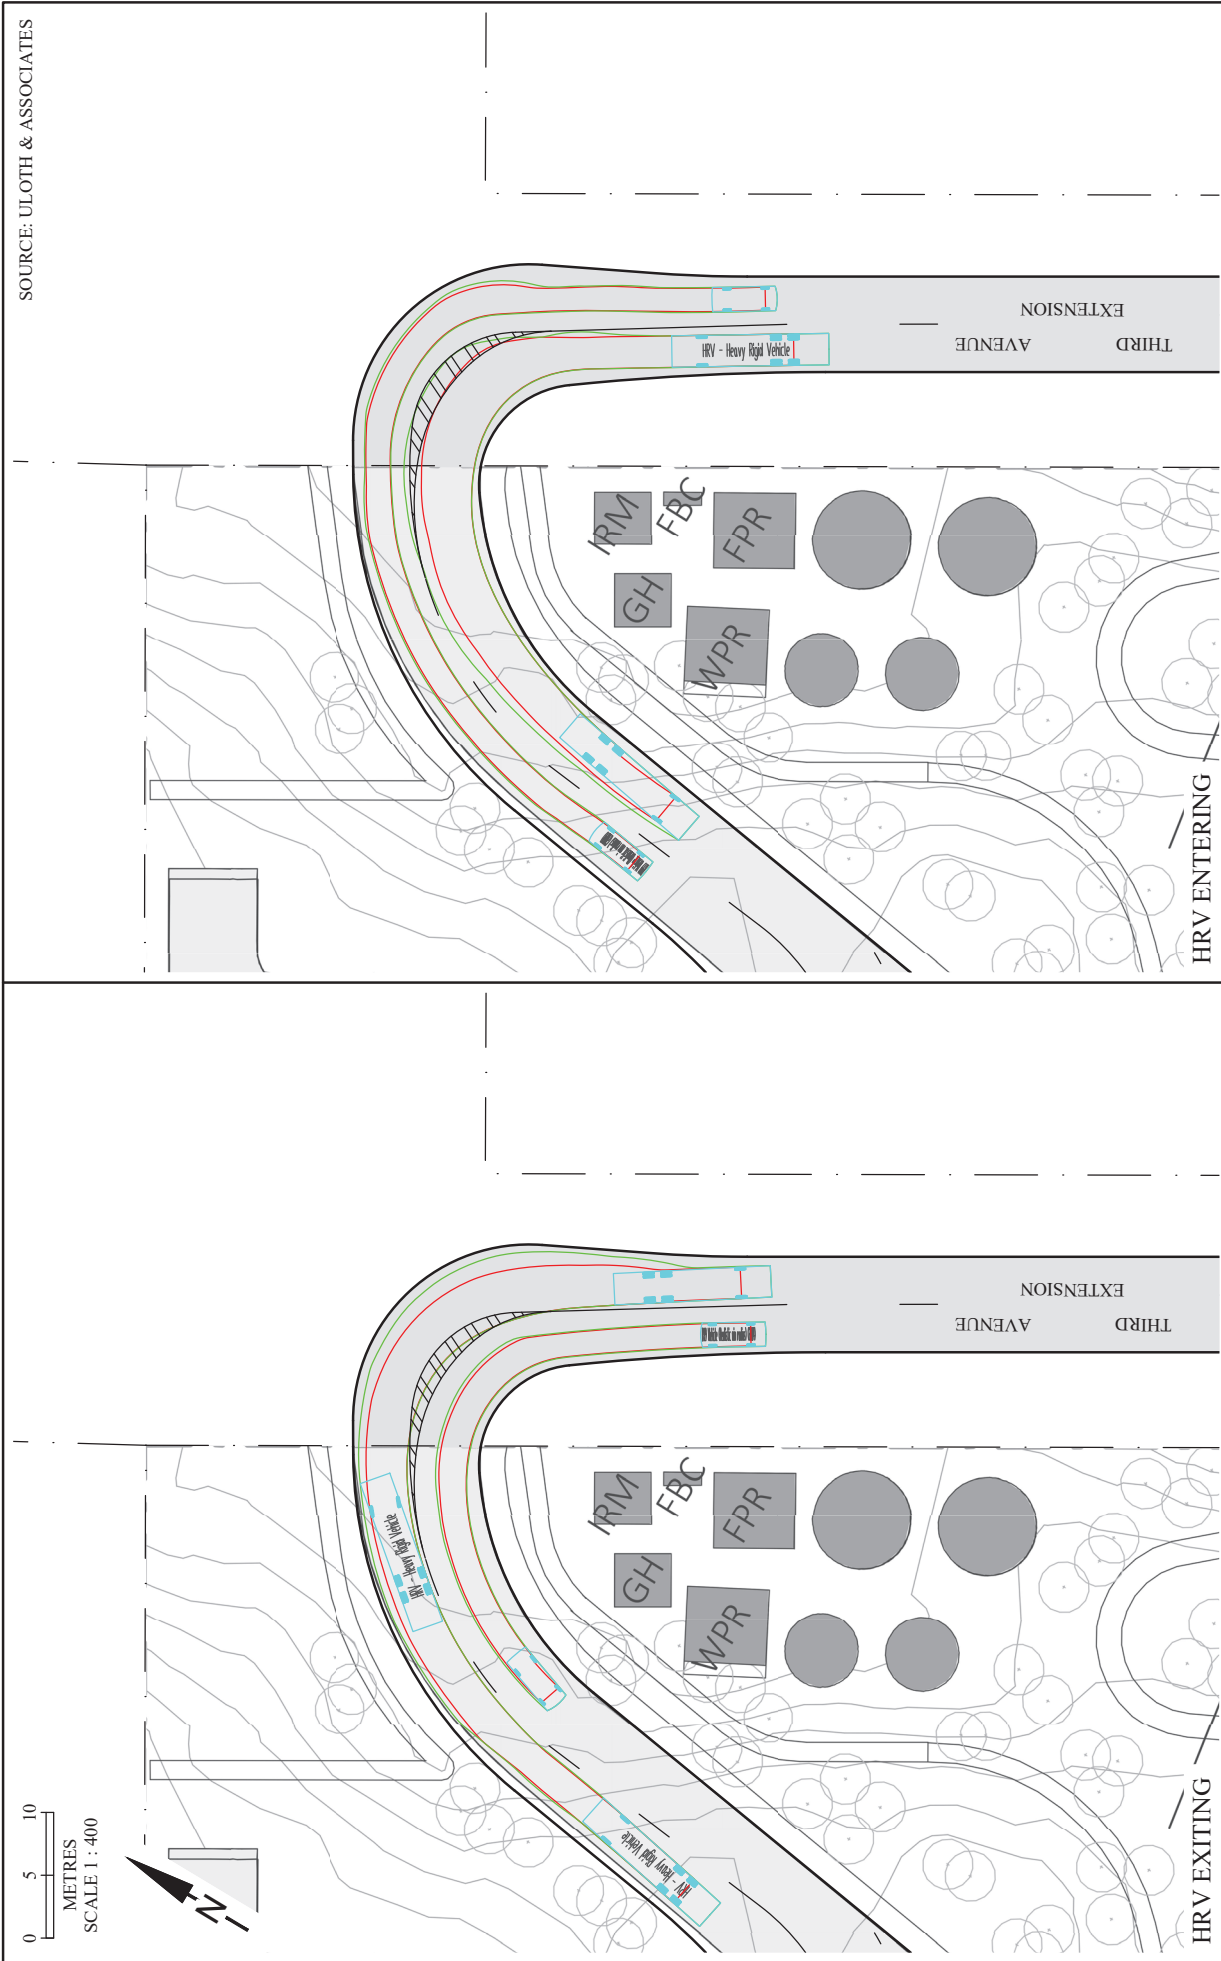 SOURCE: ULOTH & ASSOCIATES
EXTENSION
THIRD AVENUE
HRV - Heavy Rigid Vehicle
IRM
FBC
FPR
GH
WPR
HRV ENTERING
EXTENSION
THIRD AVENUE
HRV - Heavy Rigid Vehicle
IRM
FBC
FPR
GH
WPR
HRV - Heavy Rigid Vehicle
0 5 10
METRES
SCALE 1 : 400
N
HRV EXITING